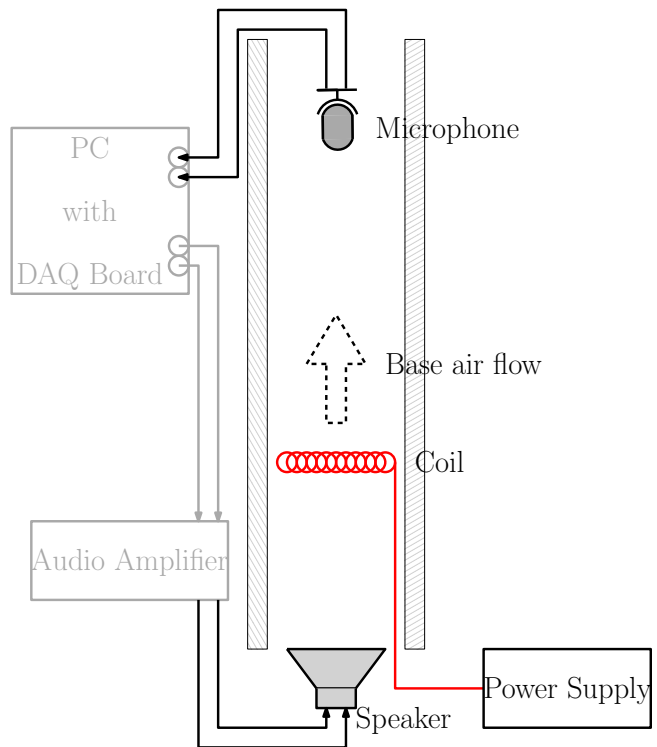 Microphone
PC
with
DAQ Board
Base air flow
Coil
Audio Amplifier
Power Supply
Speaker